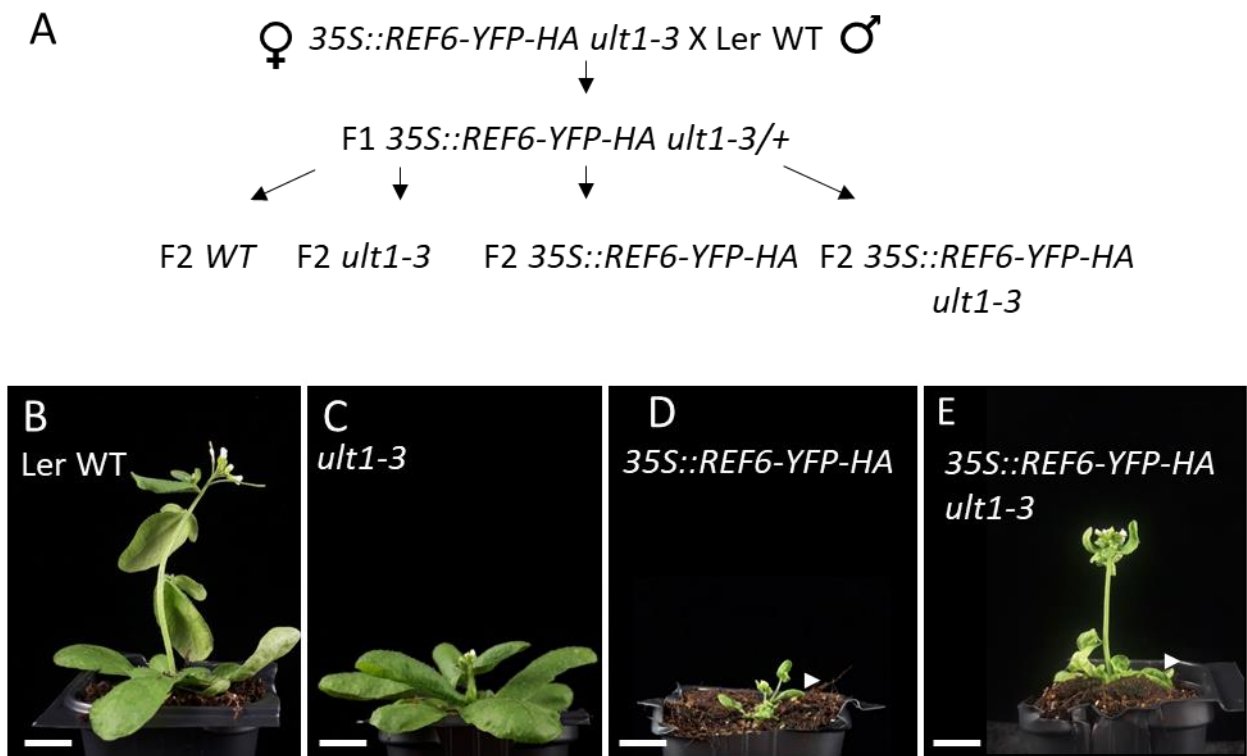 A
♀ 35S::REF6-YFP-HA ult1-3 X Ler WT ♂
F1 35S::REF6-YFP-HA ult1-3/+
F2 WT F2 ult1-3 F2 35S::REF6-YFP-HA F2 35S::REF6-YFP-HA
ult1-3
B
Ler WT
C
ult1-3
D
35S::REF6-YFP-HA
E
35S::REF6-YFP-HA
ult1-3